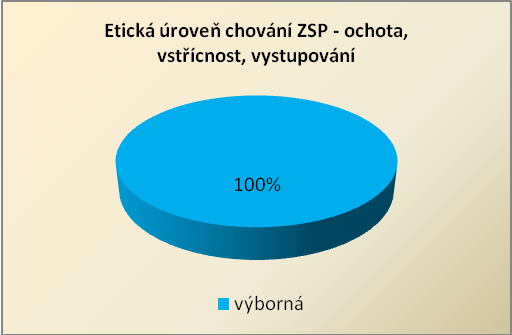 Etická úroveň chování ZSP - ochota,
vstřícnost, vystupování
100%
výborná